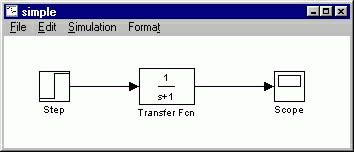 simple
File Edit Simulation Format
1
s+1
Step
Transfer Fcn
Scope